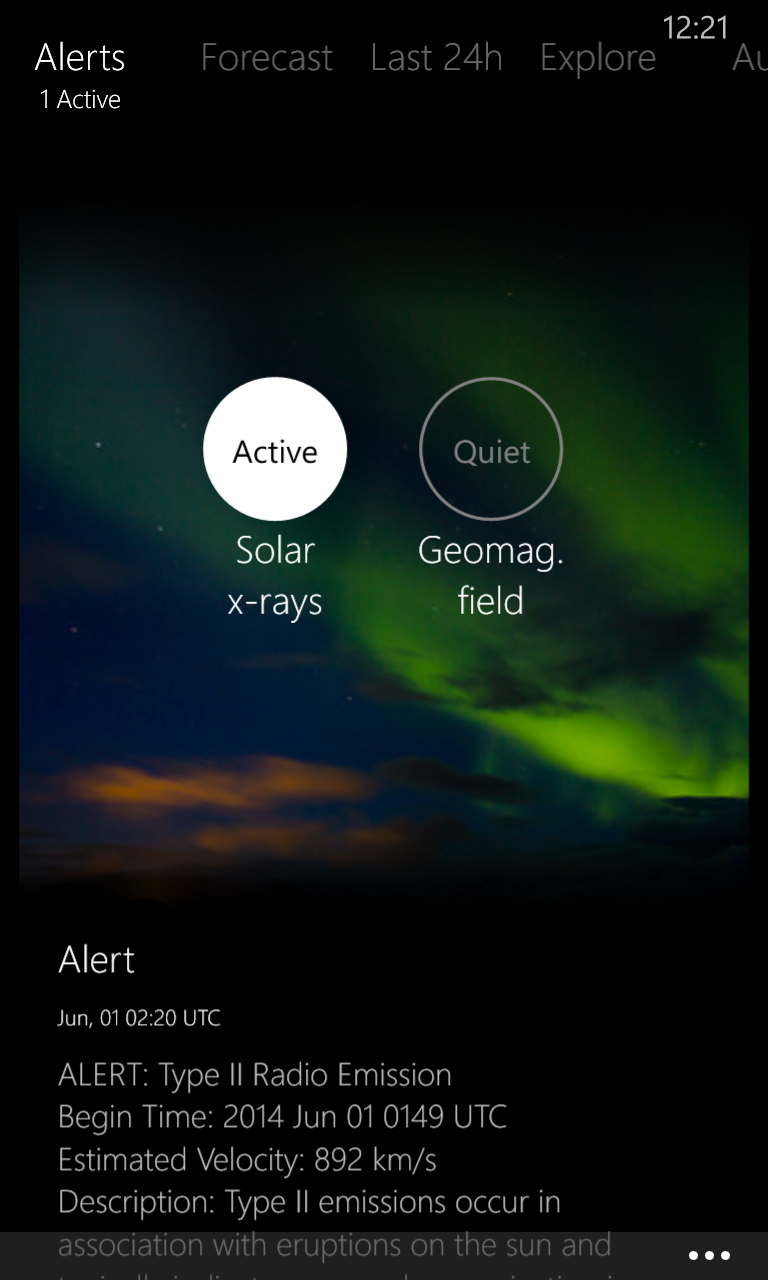 12:21
Alerts Forecast Last 24h Explore Au
1 Active
Active Quiet
Solar Geomag.
x-rays field
Alert
Jun, 01 02:20 UTC
ALERT: Type II Radio Emission
Begin Time: 2014 Jun 01 0149 UTC
Estimated Velocity: 892 km/s
Description: Type II emissions occur in
association with eruptions on the sun and